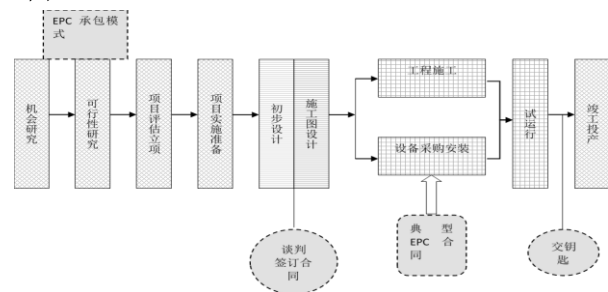 EPC 承包模
式
机会研究
可行性研究
项目评估立项
项目实施准备
初步设计
施工图设计
工程施工
设备采购安装
试运行
竣工投产
谈判
签订合
同
典 型
EPC 合
同
交钥
匙